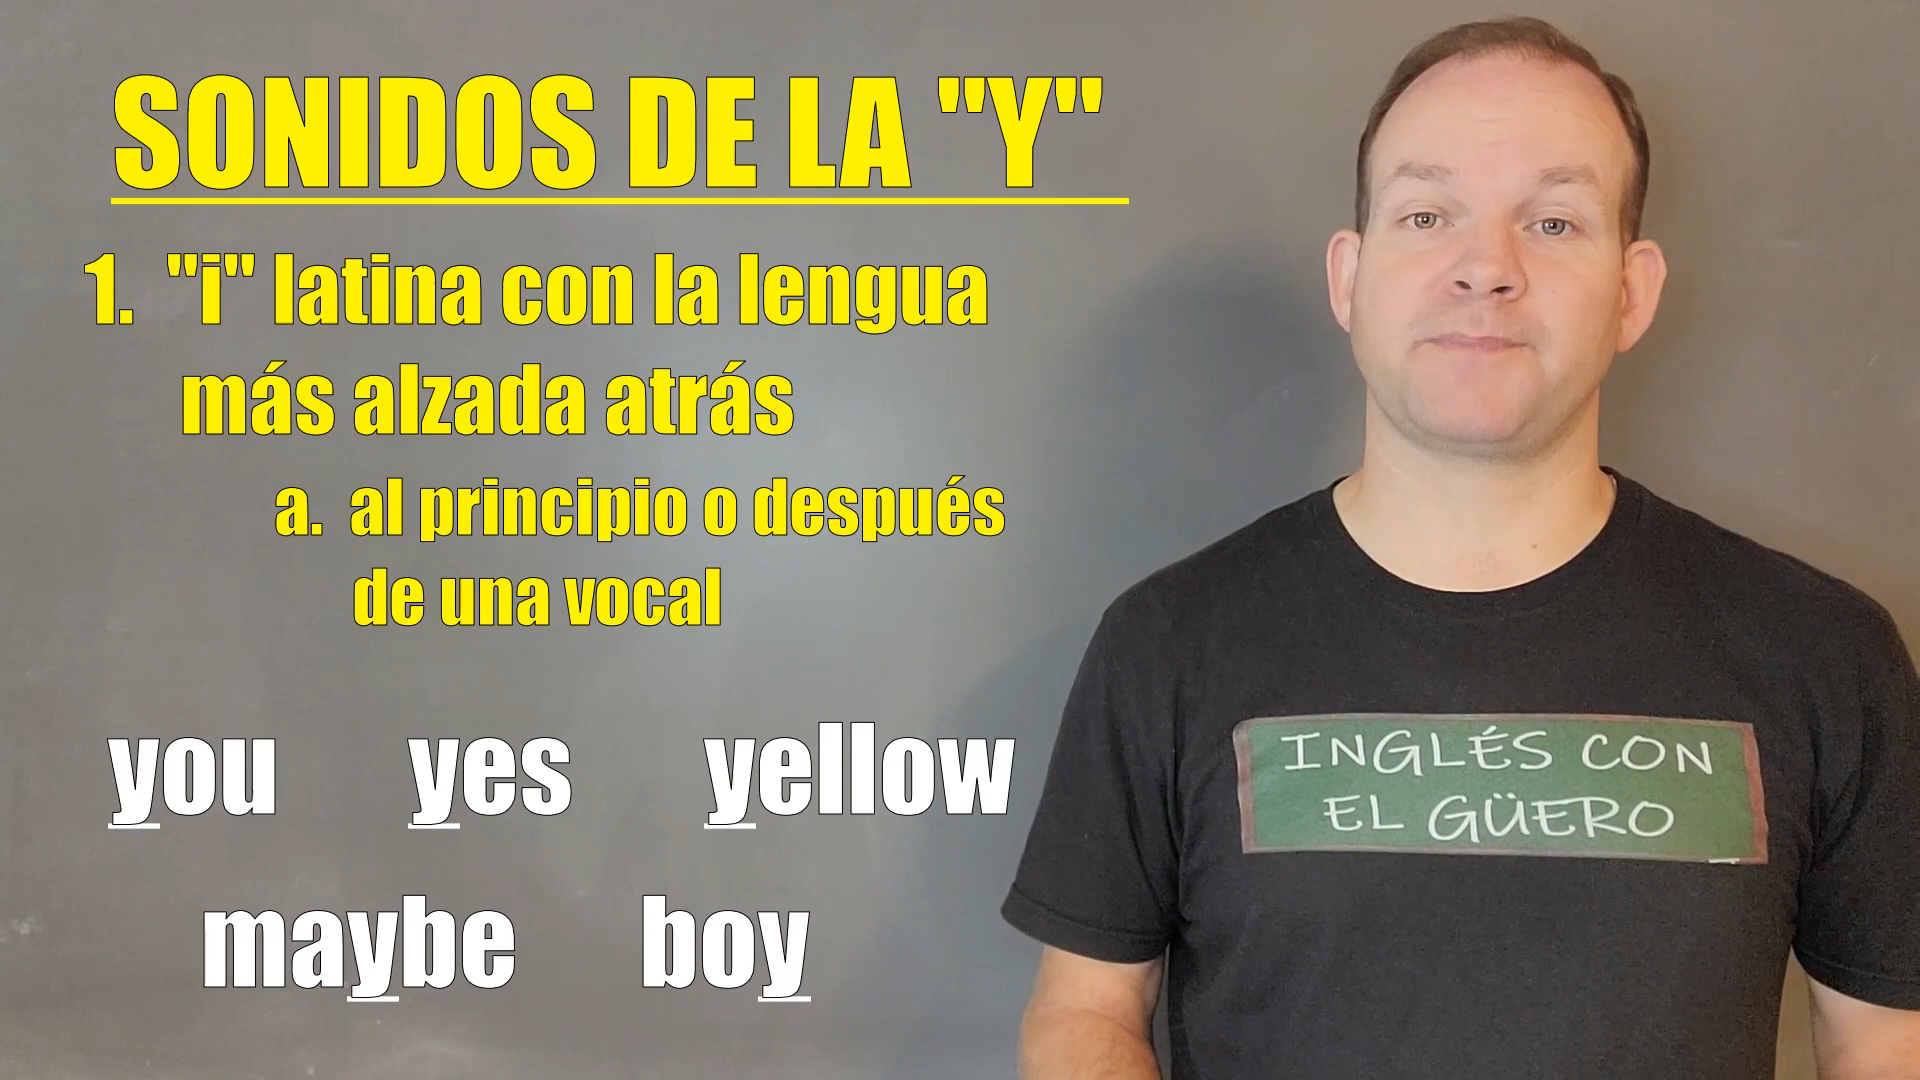 SONIDOS DE LA "Y"
1. "i" latina con la lengua
más alzada atrás
a. al principio o después
de una vocal
you yes yellow
maybe boy
INGLÉS CON
EL GÜERO